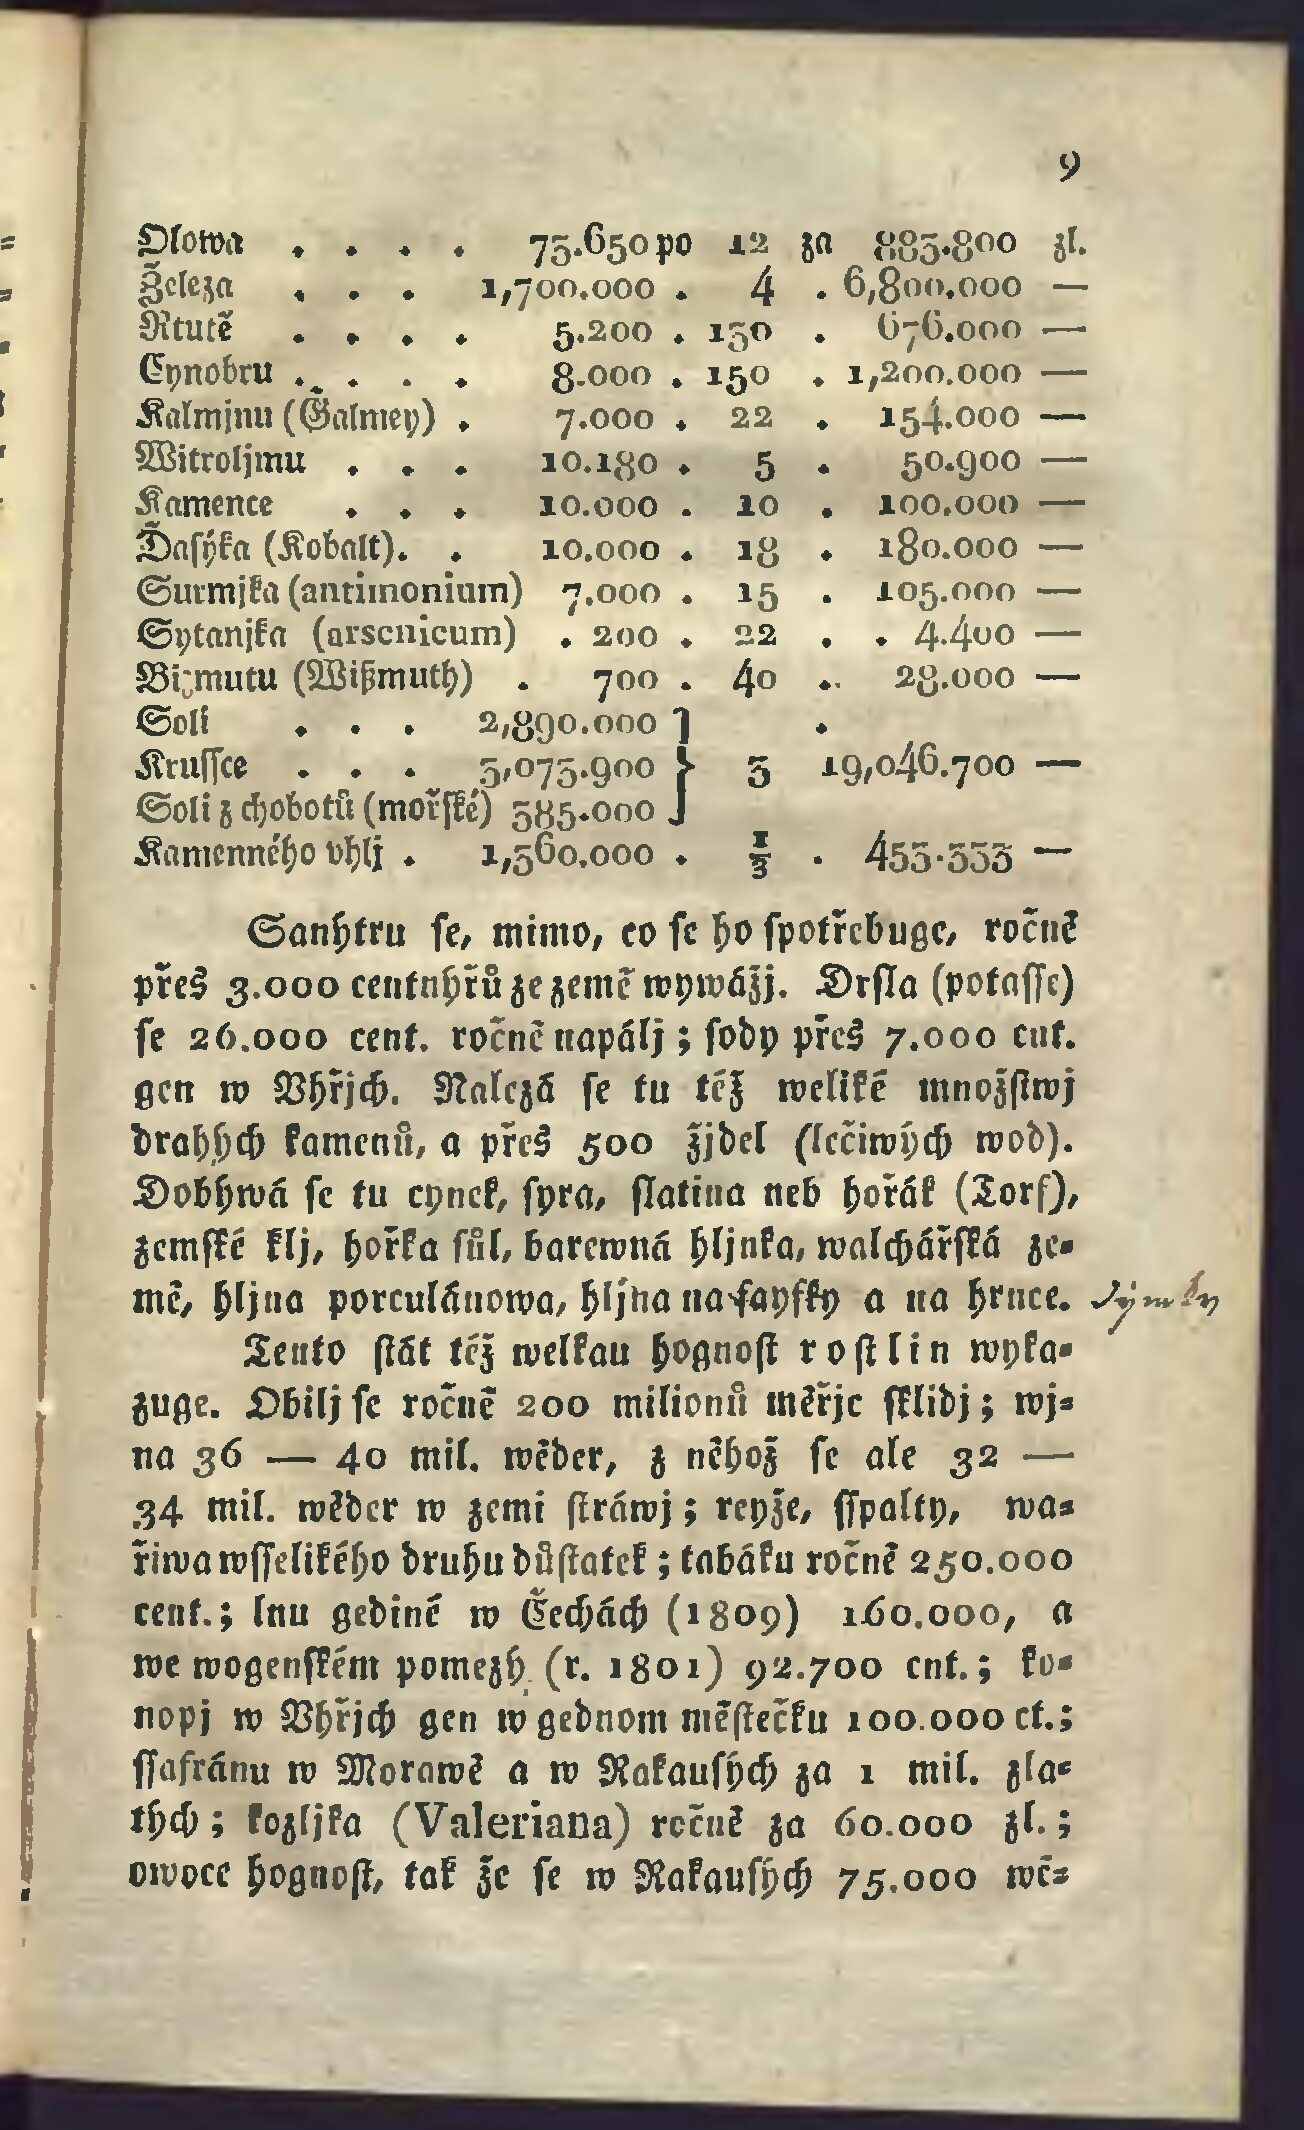 9
Olowa . . . . 73.650 po 12 za 883.800 zl.
Železa . . . 1,700.000 . 4 . 6,800.000 —
Rtutě . . . . 5.200 . 130 . 676.000 —
Cynobru . . . . 8.000 . 150 . 1,200.000 —
Kalmjnu (Galmey) . 7.000 . 22 . 154.000 —
Witroljmu . . . 10.180 . 5 . 50.900 —
Kamence . . . 10.000 . 10 . 100.000 —
Ďasýka (Kobalt). . 10.000 . 18 . 180.000 —
Surmjka (antimonium) 7.000 . 15 . 105.000 —
Sytanjka (arsenicum) . 200 . 22 . . 4.400 —
Bizmutu (Wißmuth) . 700 . 40 . 28.000 —
Soli . . . 2,890.000 } .
Krussce . . . 3,073.900 } 3 19,046.700 —
Soli z chobotů (mořské) 385.000 }
Kamenného vhlj . 1,360.000 . 1/3 . 453.333 —
Sanýtru se, mimo, co se ho spotřebuge, ročně
přes 3.000 centnýřů ze země wywážj. Drsla (potasse)
se 26.000 cent. ročně napálj; sody přes 7.000 cnt.
gen w Vhřjch. Nalezá se tu též weliké množstwj
drahých kamenů, a přes 500 žjdel (lečiwých wod).
Dobýwá se tu cynek, syra, slatina neb hořák (Torf),
zemské klj, hořka sůl, barewná hljnka, walchářská ze-
mě, hljna porculánowa, hljna na fayfky a na hrnce. dýmky
Tento stát též welkau hognost rostlin wyka-
zuge. Obilj se ročně 200 milionů měřjc sklidj; wj-
na 36 — 40 mil. wěder, z něhož se ale 32 —
34 mil. wěder w zemi stráwj; reyže, sspalty, wa-
řiwa wsselikého druhu důstatek; tabáku ročně 250.000
cent.; lnu gediné w Čechách (1809) 160.000, a
we wogenském pomezý (r. 1801) 92.700 cnt.; ko-
nopj w Vhřjch gen w gednom městečku 100.000 ct.;
ssafránu w Morawě a w Rakausých za 1 mil. zla-
tých; kozljka (Valeriana) ročně za 60.000 zl.;
owoce hognost, tak že se w Rakausých 75.000 wě-